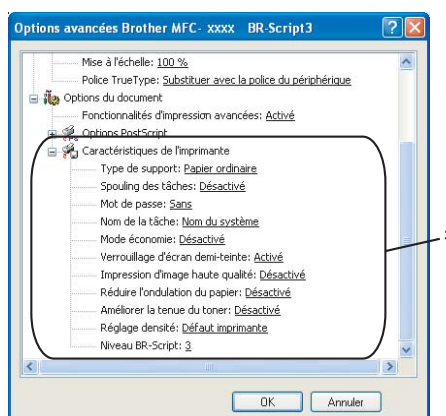 Options avancées Brother MFC- xxxx BR-Script3
Mise à l'échelle: 100 %
Police TrueType: Substituer avec la police du périphérique
Options du document
Fonctionnalités d'impression avancées: Activé
Options PostScript
Caractéristiques de l'imprimante
Type de support: Papier ordinaire
Spouling des tâches: Désactivé
Mot de passe: Sans
Nom de la tâche: Nom du système
Mode économie: Désactivé
Verrouillage d'écran demi-teinte: Activé
Impression d'image haute qualité: Désactivé
Réduire l'ondulation du papier: Désactivé
Améliorer la tenue du toner: Désactivé
Réglage densité: Défaut imprimante
Niveau BR-Script: 3
OK Annuler